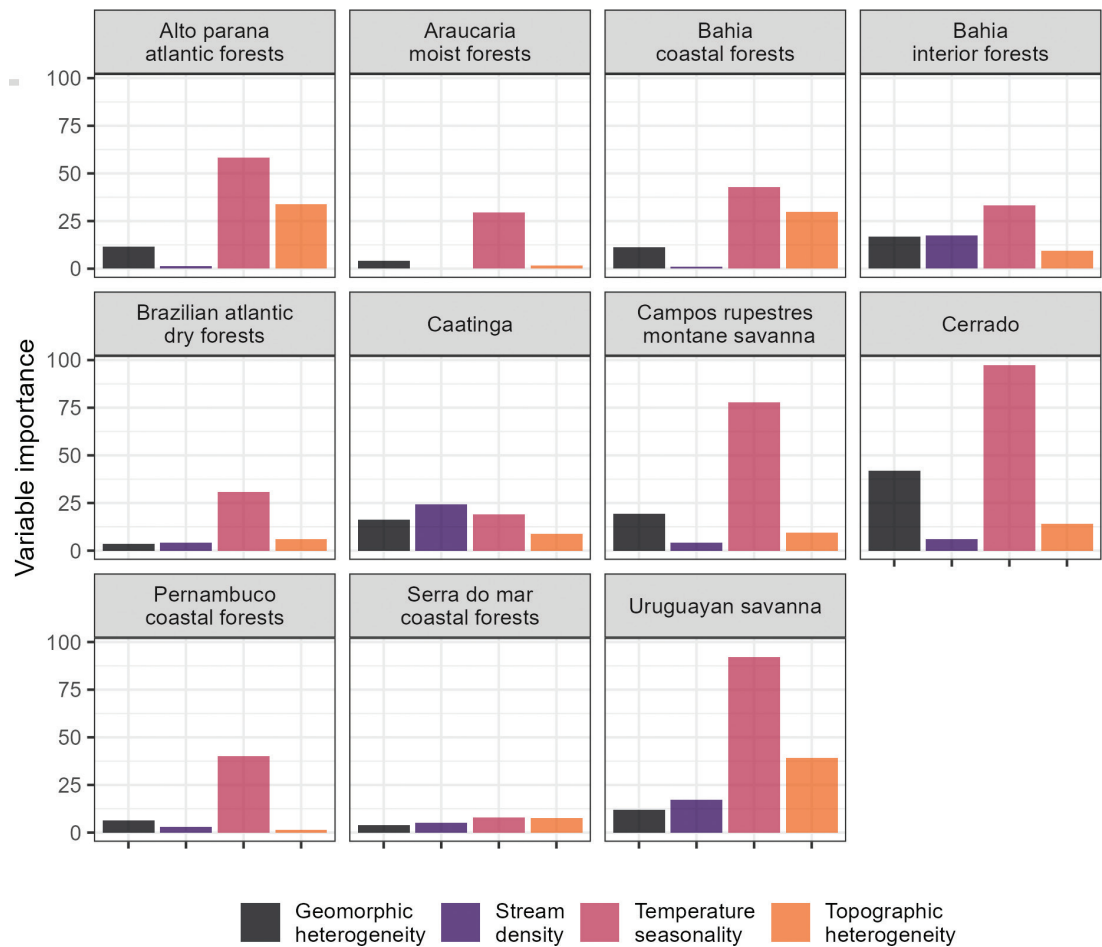 Alto parana
atlantic forests
Araucaria
moist forests
Bahia
coastal forests
Bahia
interior forests
100
75
50
25
0
Brazilian atlantic
dry forests
Caatinga
Campos rupestres
montane savanna
Cerrado
100
75
50
25
0
Variable importance
Pernambuco
coastal forests
Serra do mar
coastal forests
Uruguayan savanna
100
75
50
25
0
Geomorphic
heterogeneity
Stream
density
Temperature
seasonality
Topographic
heterogeneity